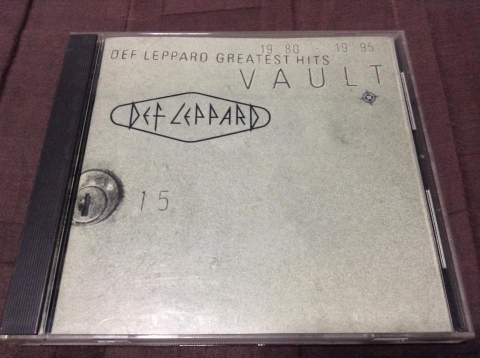 19 80 - 19 95
DEF LEPPARD GREATEST HITS
VAULT
DEF LEPPARD
15